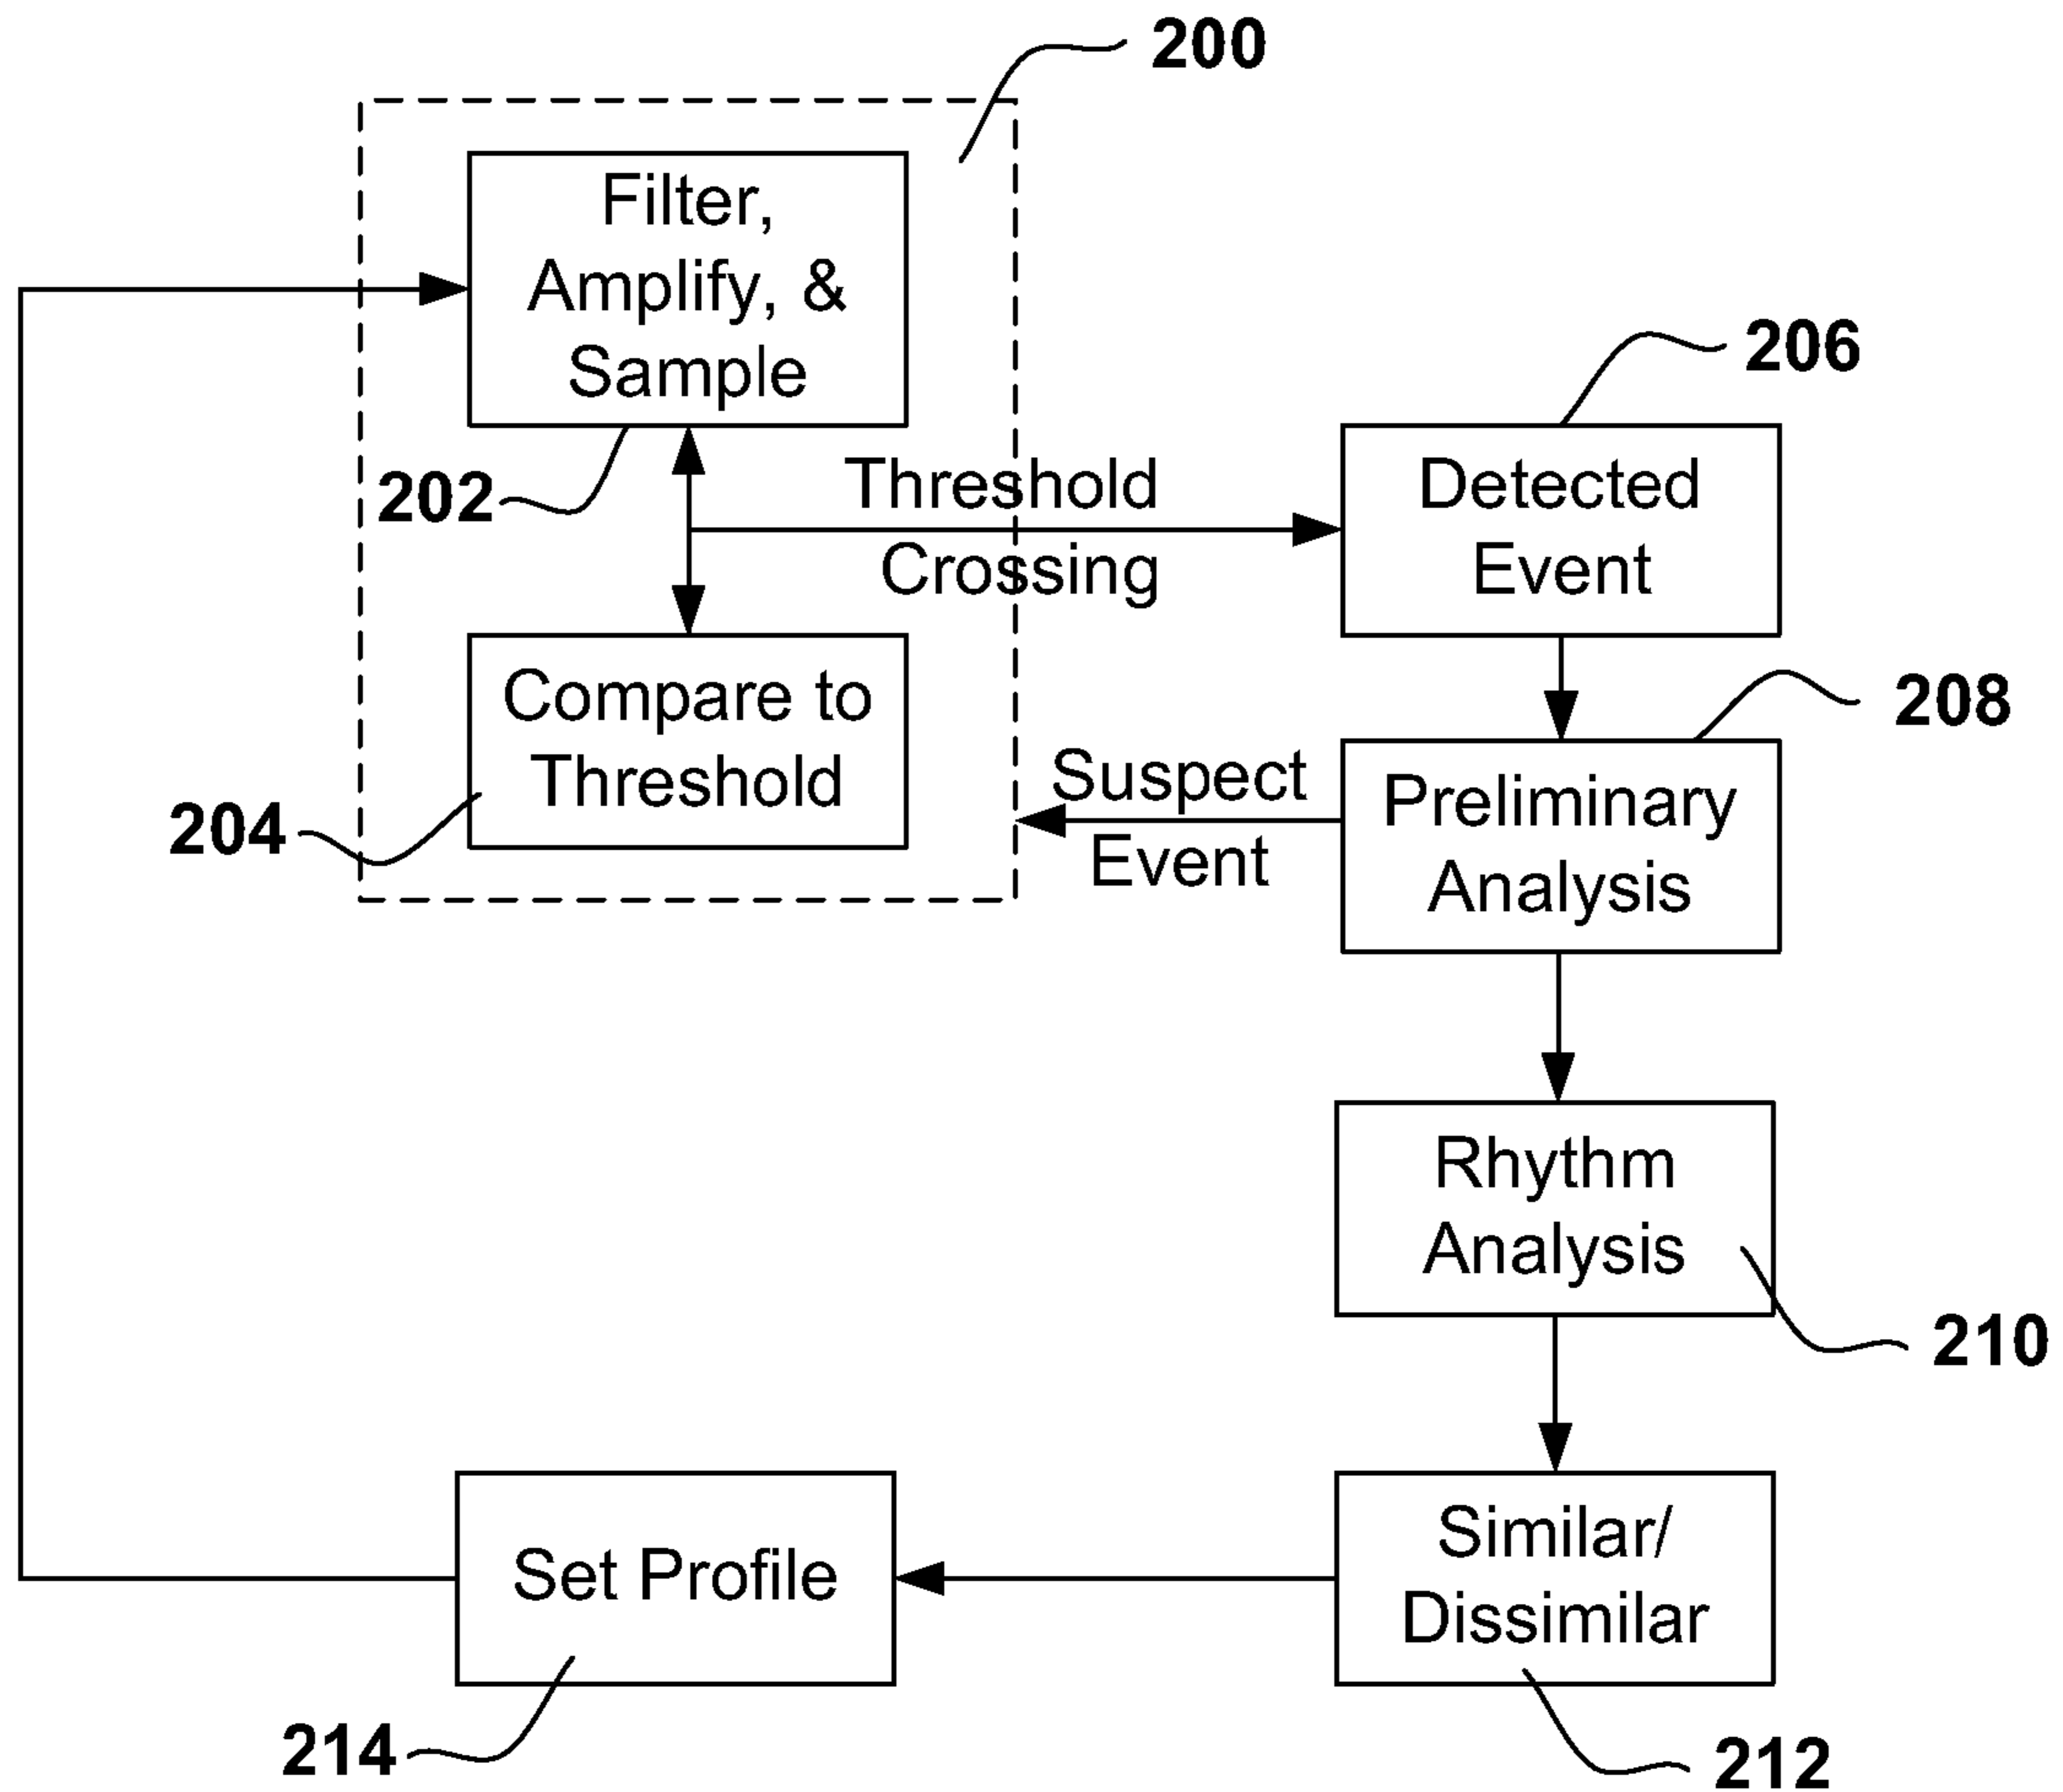 200
Filter,
Amplify, &
Sample
202
Threshold
Crossing
206
Detected
Event
Compare to
Threshold
204
208
Suspect
Event
Preliminary
Analysis
Rhythm
Analysis
210
Similar/
Dissimilar
212
Set Profile
214